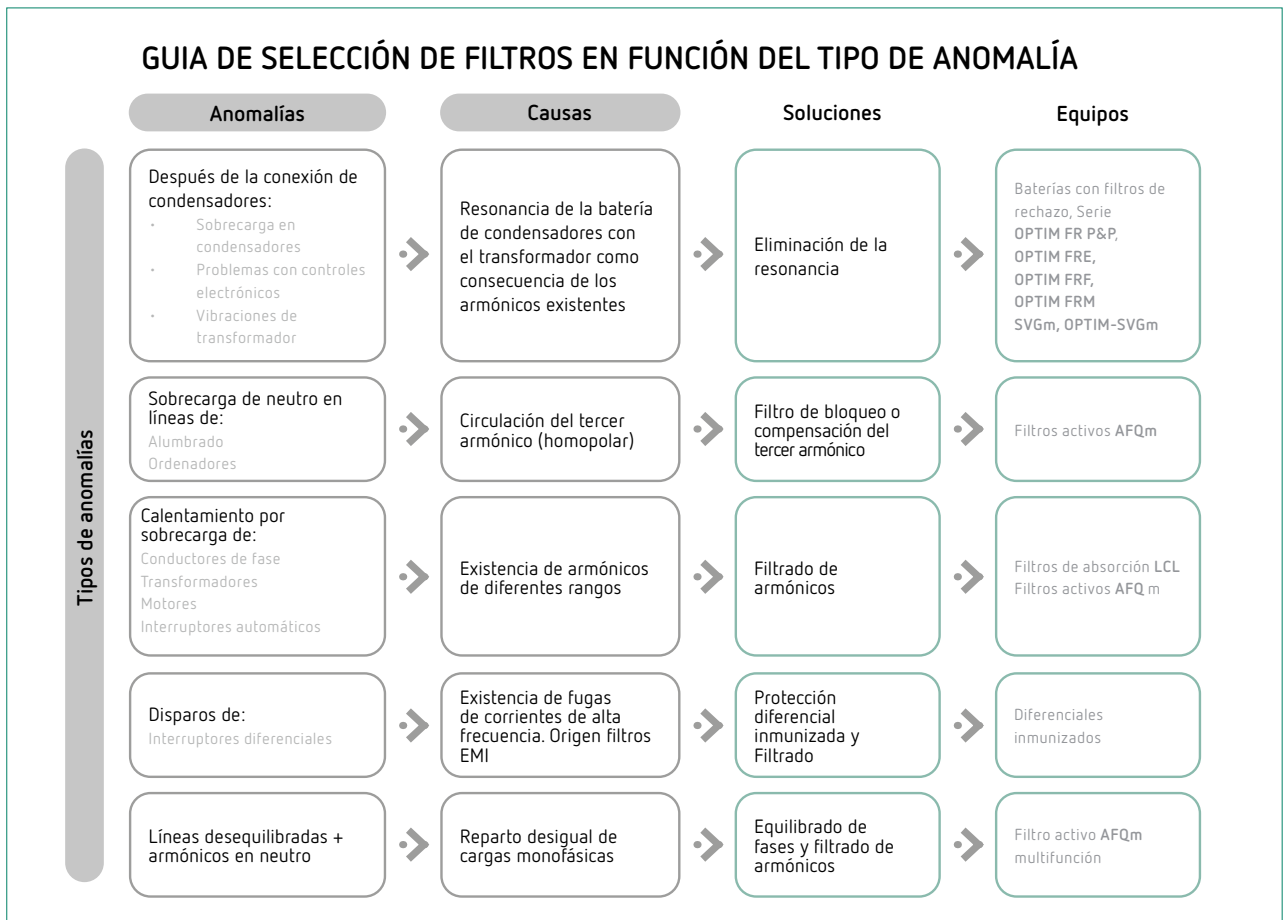 GUIA DE SELECCIÓN DE FILTROS EN FUNCIÓN DEL TIPO DE ANOMALÍA
Anomalías
Causas
Soluciones
Equipos
Tipos de anomalías
Después de la conexión de
condensadores:
• Sobrecarga en
condensadores
• Problemas con controles
electrónicos
• Vibraciones de
transformador
Resonancia de la batería
de condensadores con
el transformador como
consecuencia de los
armónicos existentes
Eliminación de la
resonancia
Baterías con filtros de
rechazo, Serie
OPTIM FR P&P,
OPTIM FRE,
OPTIM FRF,
OPTIM FRM
SVGm, OPTIM-SVGm
Sobrecarga de neutro en
líneas de:
Alumbrado
Ordenadores
Circulación del tercer
armónico (homopolar)
Filtro de bloqueo o
compensación del
tercer armónico
Filtros activos AFQm
Calentamiento por
sobrecarga de:
Conductores de fase
Transformadores
Motores
Interruptores automáticos
Existencia de armónicos
de diferentes rangos
Filtrado de
armónicos
Filtros de absorción LCL
Filtros activos AFQ m
Disparos de:
Interruptores diferenciales
Existencia de fugas
de corrientes de alta
frecuencia. Origen filtros
EMI
Protección
diferencial
inmunizada y
Filtrado
Diferenciales
inmunizados
Líneas desequilibradas +
armónicos en neutro
Reparto desigual de
cargas monofásicas
Equilibrado de
fases y filtrado de
armónicos
Filtro activo AFQm
multifunción